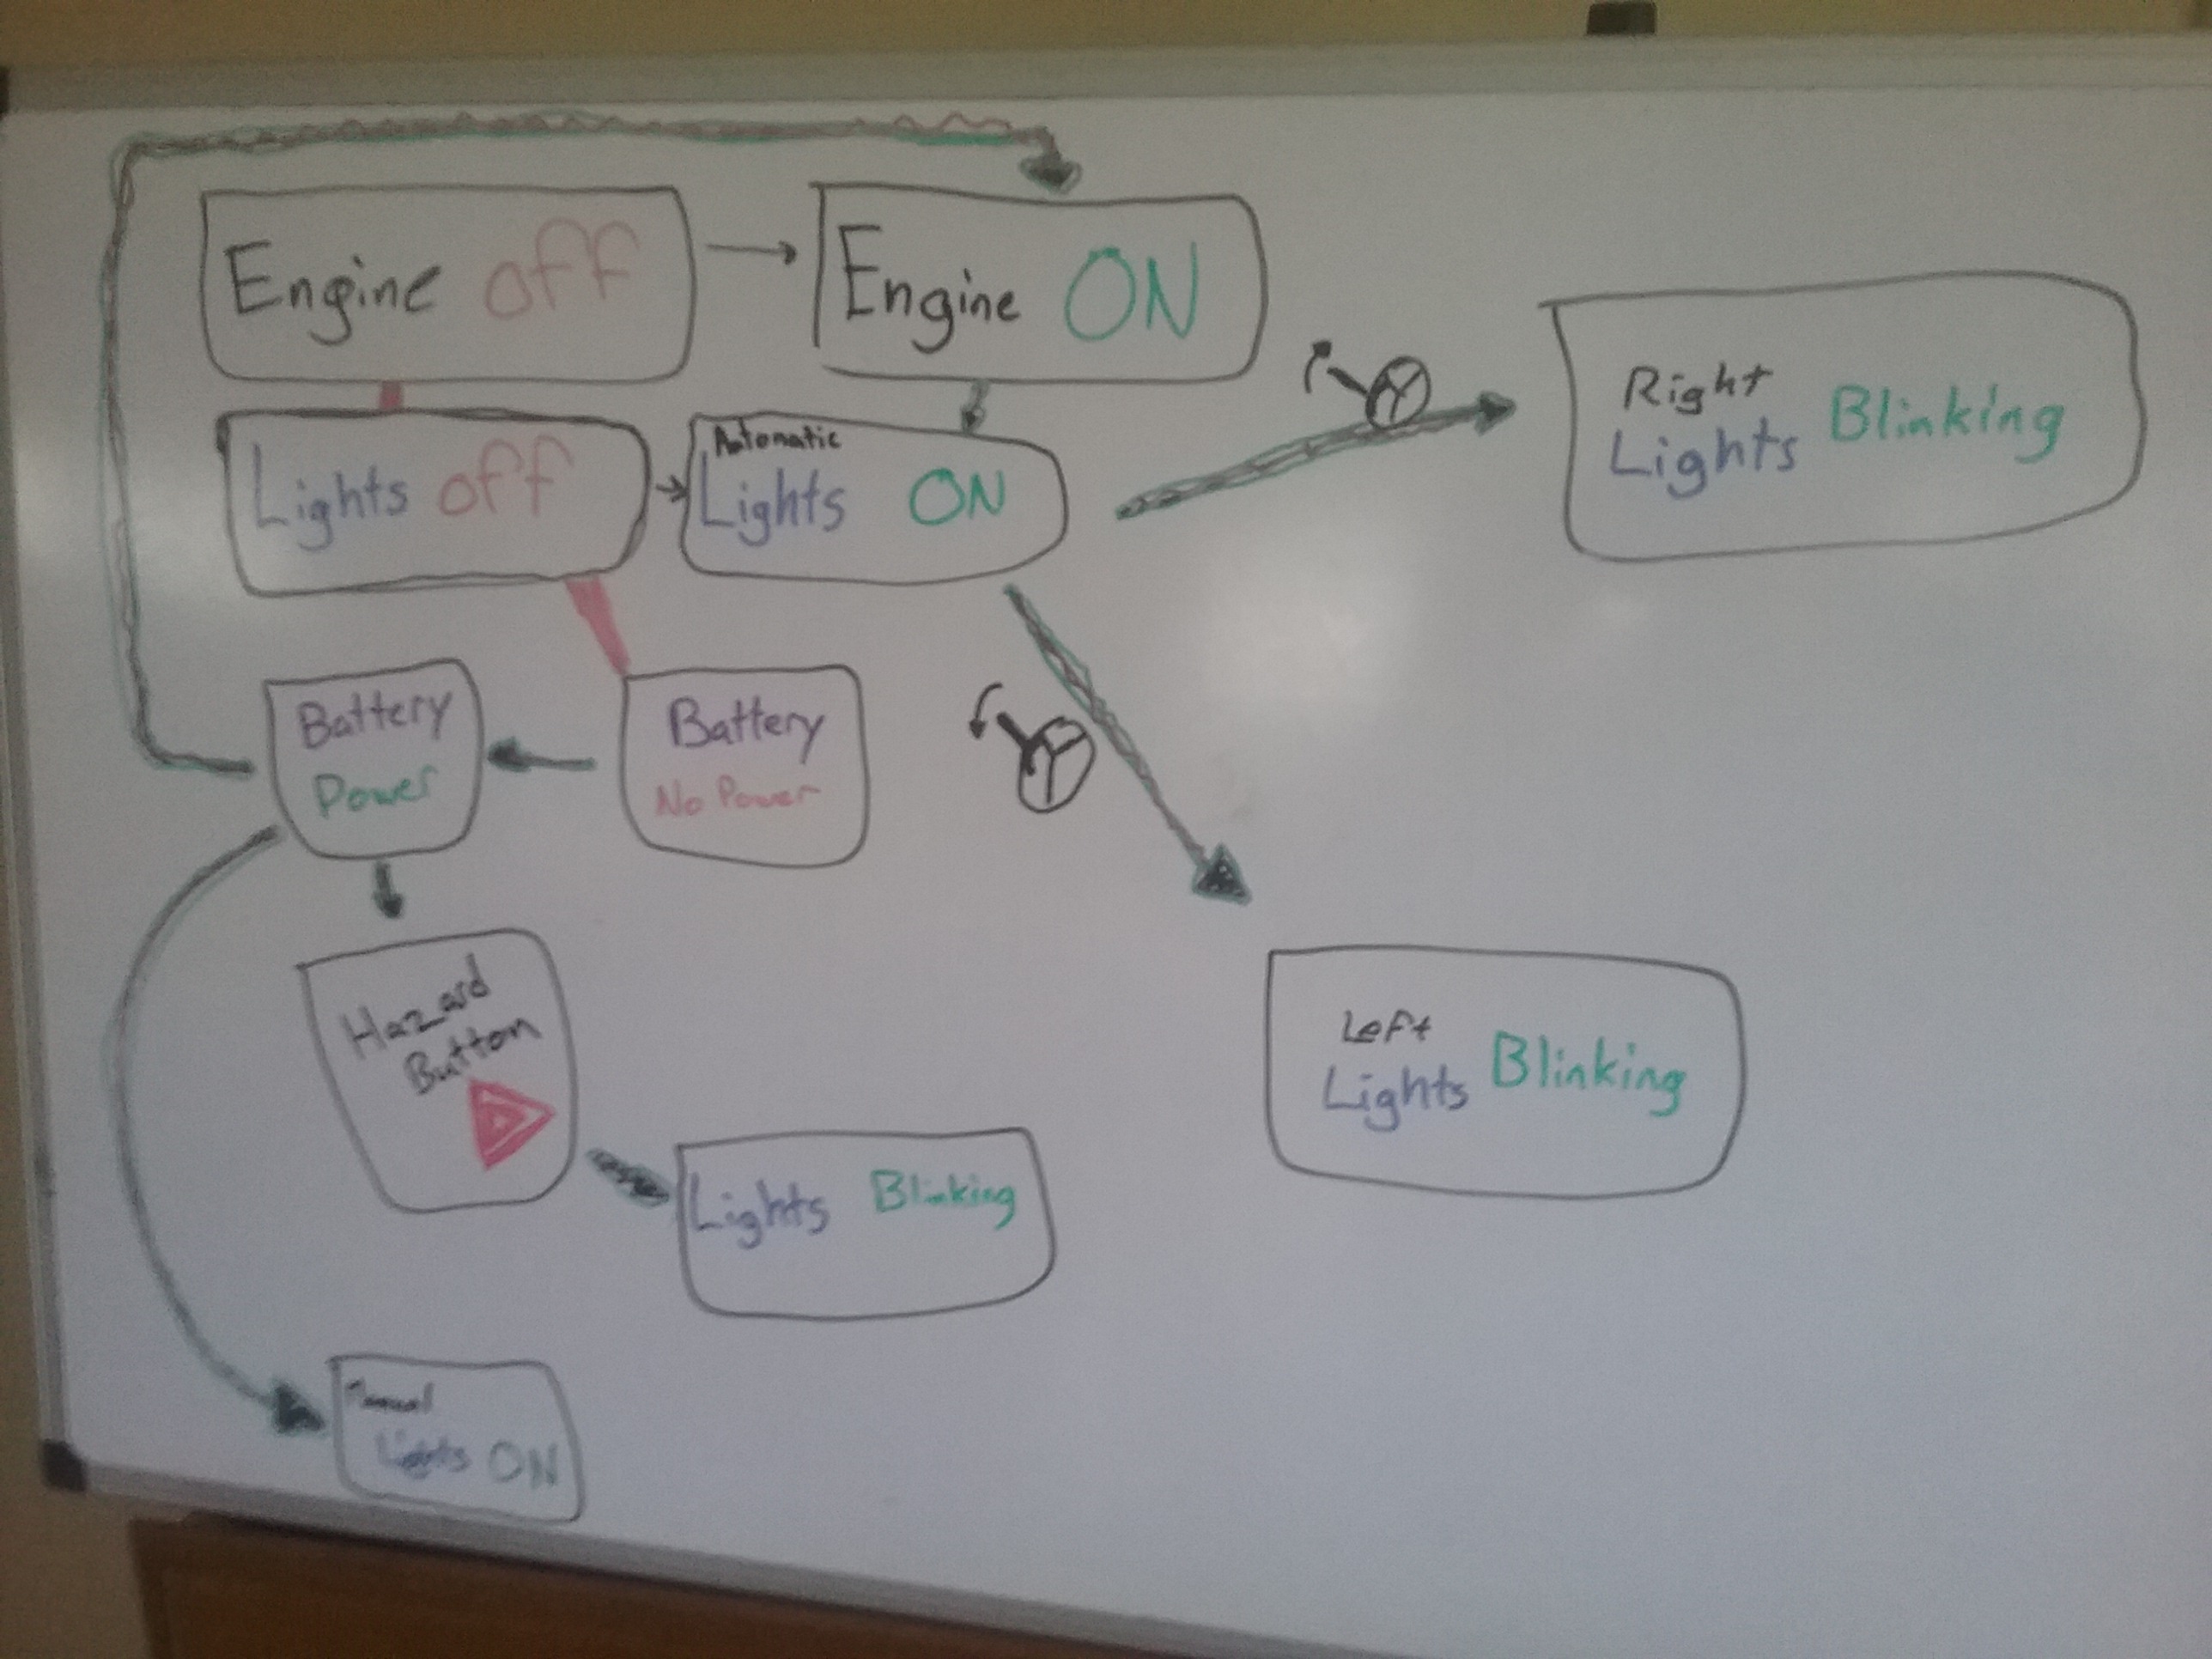 Engine off
Engine ON
Lights off
Automatic
Lights ON
Right
Lights Blinking
Battery
Power
Battery
No Power
Hazard
Button
Left
Lights Blinking
Lights Blinking
Manual
Lights ON